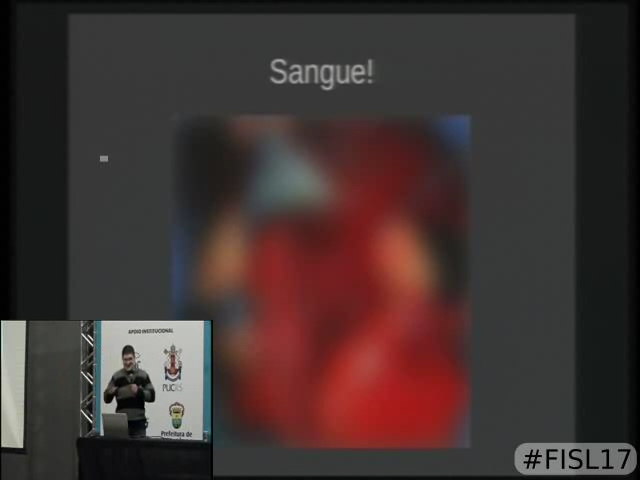 Sangue!
APOIO INSTITUCIONAL
PUCRS
Prefeitura de
#FISL17